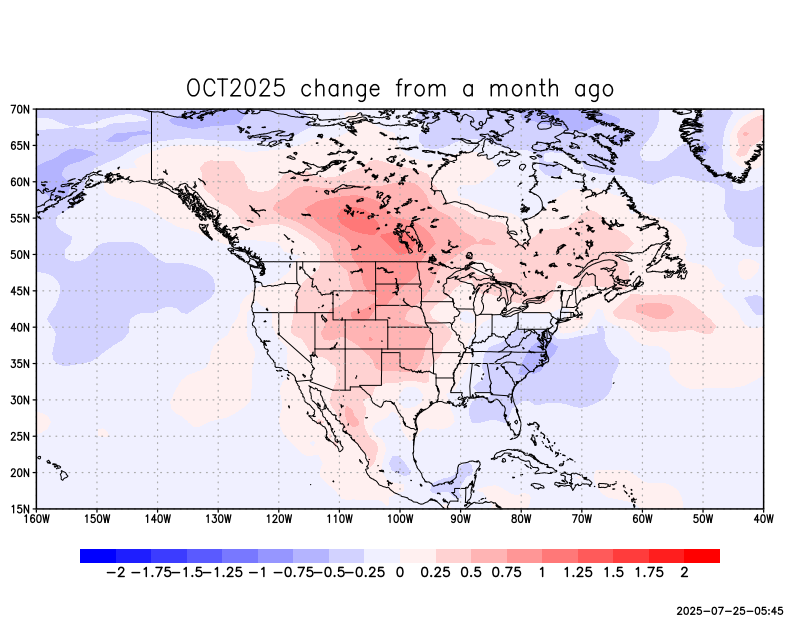 OCT2025 change from a month ago
70N
65N
60N
55N
50N
45N
40N
35N
30N
25N
20N
15N
160W 150W 140W 130W 120W 110W 100W 90W 80W 70W 60W 50W 40W
-2 -1.75 -1.5 -1.25 -1 -0.75 -0.5 -0.25 0 0.25 0.5 0.75 1 1.25 1.5 1.75 2
2025-07-25-05:45